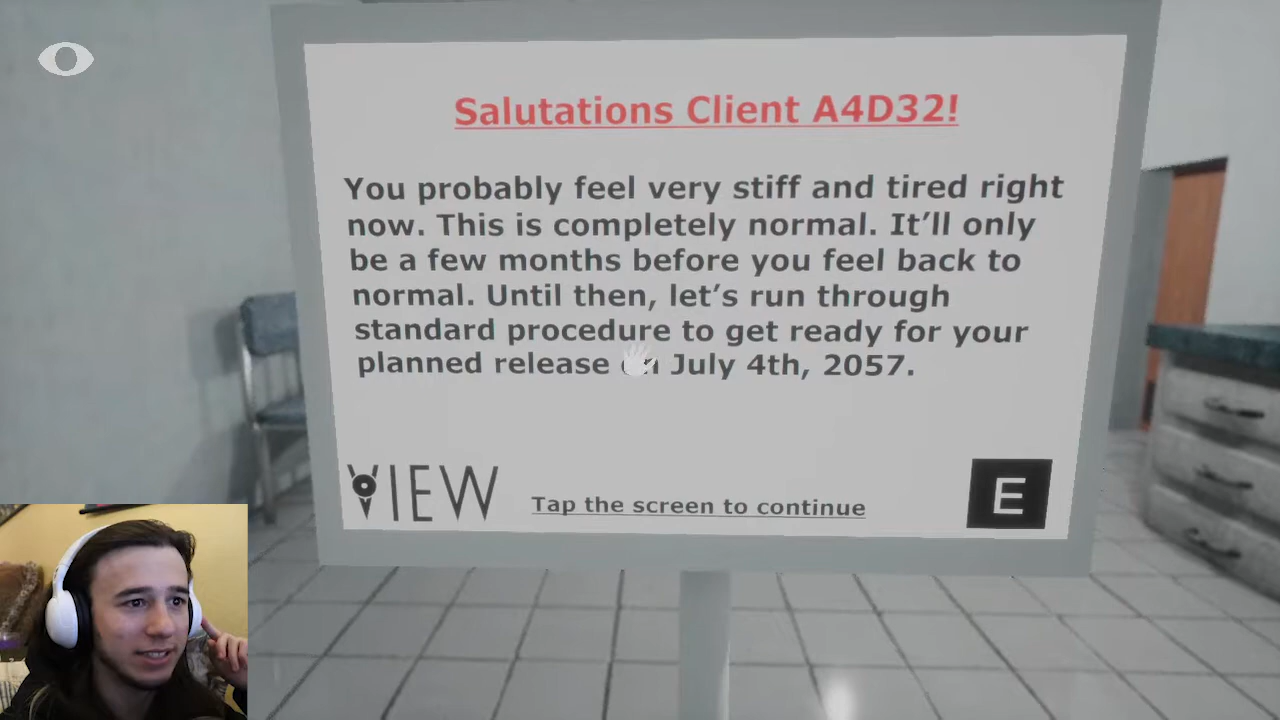 Salutations Client A4D32!
You probably feel very stiff and tired right
now. This is completely normal. It'll only
be a few months before you feel back to
normal. Until then, let's run through
standard procedure to get ready for your
planned release on July 4th, 2057.
VIEW
Tap the screen to continue
E